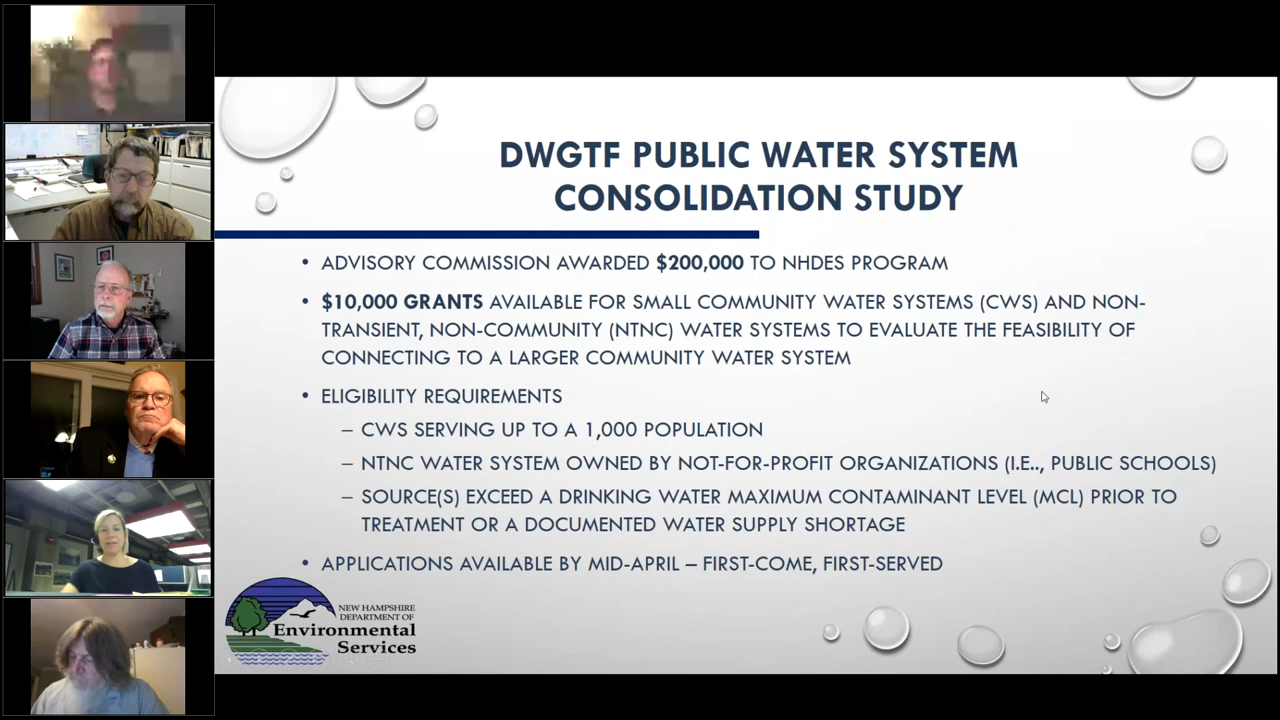 DWGTF PUBLIC WATER SYSTEM
CONSOLIDATION STUDY
• ADVISORY COMMISSION AWARDED $200,000 TO NHDES PROGRAM
• $10,000 GRANTS AVAILABLE FOR SMALL COMMUNITY WATER SYSTEMS (CWS) AND NON-
TRANSIENT, NON-COMMUNITY (NTNC) WATER SYSTEMS TO EVALUATE THE FEASIBILITY OF
CONNECTING TO A LARGER COMMUNITY WATER SYSTEM
• ELIGIBILITY REQUIREMENTS
– CWS SERVING UP TO A 1,000 POPULATION
– NTNC WATER SYSTEM OWNED BY NOT-FOR-PROFIT ORGANIZATIONS (I.E.., PUBLIC SCHOOLS)
– SOURCE(S) EXCEED A DRINKING WATER MAXIMUM CONTAMINANT LEVEL (MCL) PRIOR TO
TREATMENT OR A DOCUMENTED WATER SUPPLY SHORTAGE
• APPLICATIONS AVAILABLE BY MID-APRIL – FIRST-COME, FIRST-SERVED
NEW HAMPSHIRE
DEPARTMENT OF
Environmental
Services